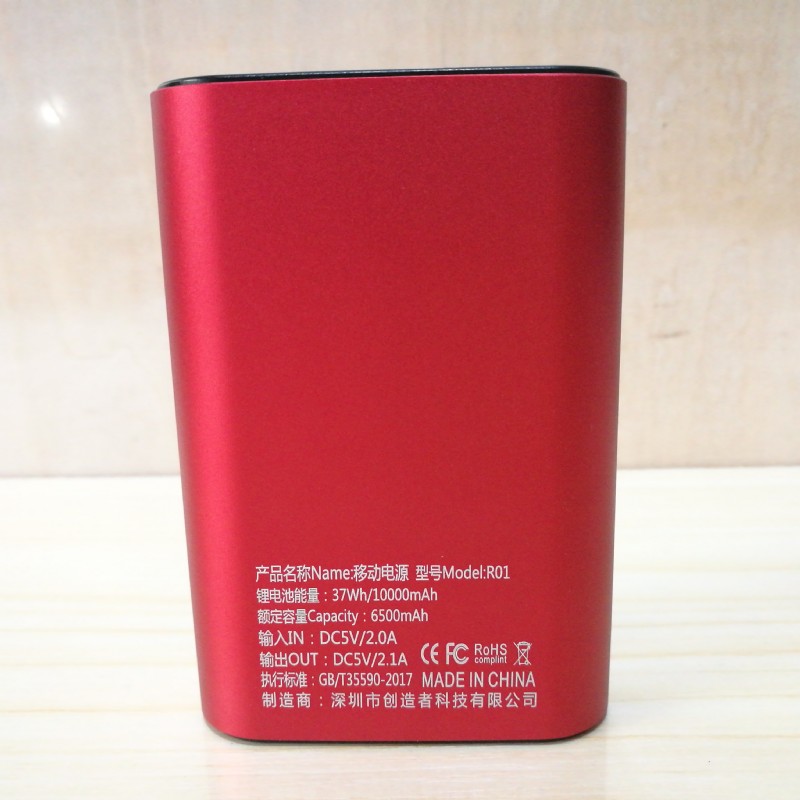 产品名称Name:移动电源 型号Model:R01
锂电池能量：37Wh/10000mAh
额定容量Capacity：6500mAh
输入IN：DC5V/2.0A
输出OUT：DC5V/2.1A CE FC RoHS complint
执行标准：GB/T35590-2017 MADE IN CHINA
制造商：深圳市创造者科技有限公司